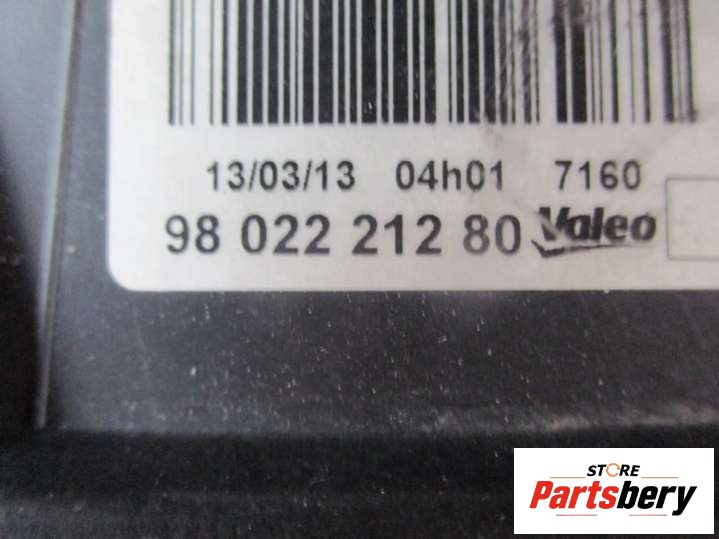 13/03/13 04h01 7160
98 022 212 80 Valeo
STORE
Partsbery